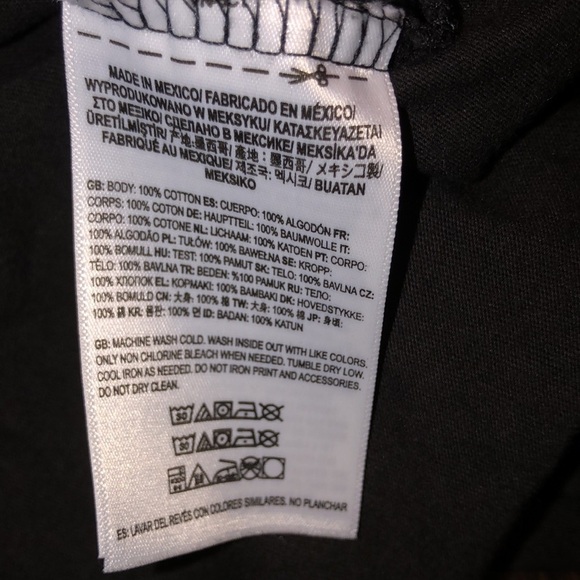 MADE IN MEXICO/ FABRICADO EN MÉXICO/
WYPRODUKOWANO W MEKSYKU/ ΚΑΤΑΣΚΕΥΑΖΕΤΑΙ
ΣΤΟ ΜΕΞΙΚΟ/ СДЕЛАНО В МЕКСИКЕ/ MEKSİKA'DA
ÜRETİLMİŞTİR/ 产地:墨西哥/ 產地:墨西哥/ メキシコ製/
FABRIQUÉ AU MEXIQUE/ 제조국: 멕시코/ BUATAN
MEKSIKO
GB: BODY: 100% COTTON ES: CUERPO: 100% ALGODÓN FR:
CORPS: 100% COTON DE: HAUPTTEIL: 100% BAUMWOLLE IT:
CORPO: 100% COTONE NL: LICHAAM: 100% KATOEN PT: CORPO:
100% ALGODÃO PL: TUŁÓW: 100% BAWEŁNA SE: KROPP:
100% BOMULL HU: TEST: 100% PAMUT SK: TELO: 100% BAVLNA CZ:
TĚLO: 100% BAVLNA TR: BEDEN: %100 PAMUK RU: ТЕЛО:
100% ХЛОПОК EL: ΚΟΡΜΑΚΙ: 100% ΒΑΜΒΑΚΙ DK: HOVEDSTYKKE:
100% BOMULD CN: 大身: 100% 棉 TW: 大身: 100% 棉 JP: 身頃:
100% 綿 KR: 몸판: 100% 면 ID: BADAN: 100% KATUN
GB: MACHINE WASH COLD. WASH INSIDE OUT WITH LIKE COLORS.
ONLY NON CHLORINE BLEACH WHEN NEEDED. TUMBLE DRY LOW.
COOL IRON AS NEEDED. DO NOT IRON PRINT AND ACCESSORIES.
DO NOT DRY CLEAN.
30
30
ES: LAVAR DEL REVÉS CON COLORES SIMILARES. NO PLANCHAR